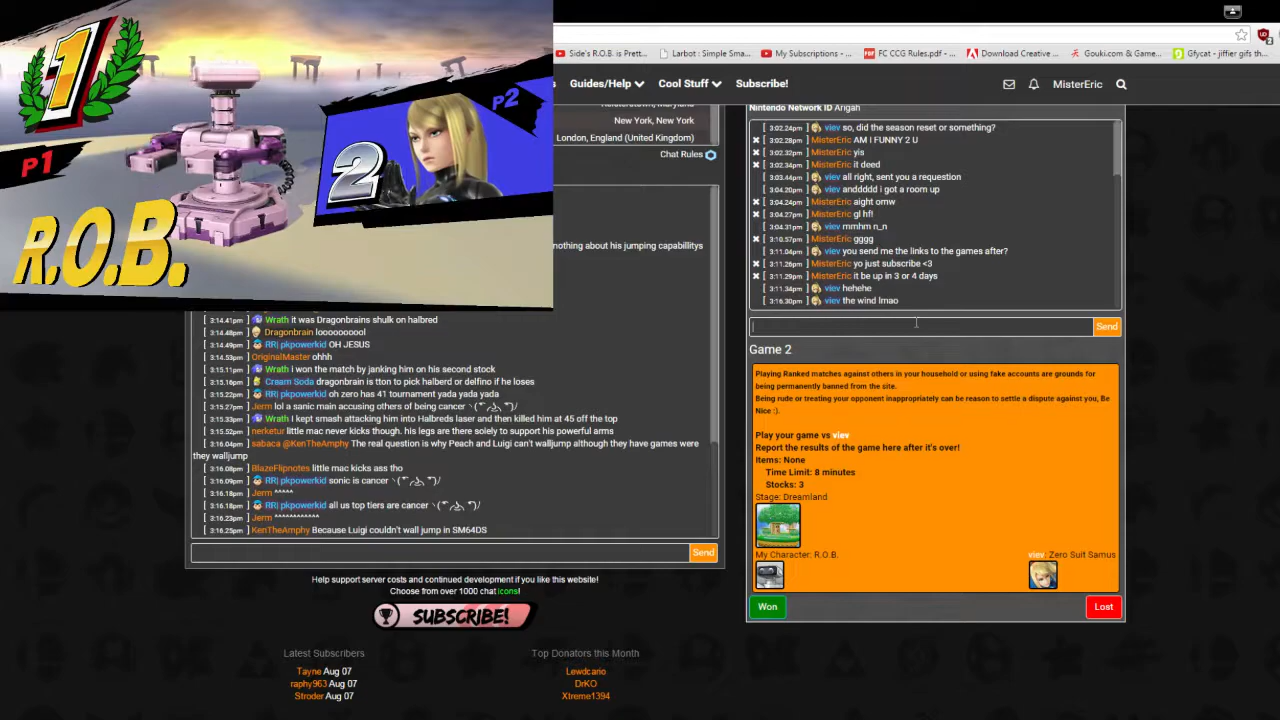 1
P1
R.O.B.
2
P2
Side's R.O.B. is Prett...
Larbot : Simple Sma...
My Subscriptions - ...
FC CCG Rules.pdf - ...
Download Creative ...
Gouki.com & Game...
Gfycat - jiffier gifs th
Guides/Help
Cool Stuff
Subscribe!
MisterEric
New York, New York
London, England (United Kingdom)
Chat Rules
nothing about his jumping capabillitys
[ 3:14.41pm] Wrath it was Dragonbrains shulk on halbred
[ 3:14.48pm] Dragonbrain looooooooool
[ 3:14.49pm] RR| pkpowerkid OH JESUS
[ 3:14.53pm] OriginalMaster ohhh
[ 3:15.11pm] Wrath i won the match by janking him on his second stock
[ 3:15.16pm] Cream Soda dragonbrain is tton to pick halberd or delfino if he loses
[ 3:15.22pm] RR| pkpowerkid oh zero has 41 tournament yada yada yada
[ 3:15.27pm] Jerm lol a sanic main accusing others of being cancer
[ 3:15.33pm] Wrath I kept smash attacking him into Halbreds laser and then killed him at 45 off the top
[ 3:15.52pm] nerketur little mac never kicks though. his legs are there solely to support his powerful arms
[ 3:16.04pm] sabaca @KenTheAmphy The real question is why Peach and Luigi can't walljump although they have games were
they walljump
[ 3:16.08pm] BlazeFlipnotes little mac kicks ass tho
[ 3:16.09pm] RR| pkpowerkid sonic is cancer
[ 3:16.18pm] Jerm ^^^^^
[ 3:16.18pm] RR| pkpowerkid all us top tiers are cancer
[ 3:16.23pm] Jerm ^^^^^^^^^^^^
[ 3:16.25pm] KenTheAmphy Because Luigi couldn't wall jump in SM64DS
Send
Help support server costs and continued development if you like this website!
Choose from over 1000 chat icons!
SUBSCRIBE!
Latest Subscribers
Tayne Aug 07
raphy963 Aug 07
Stroder Aug 07
Top Donators this Month
Lewdcario
DrKO
Xtreme1394
Nintendo Network ID Arigah
[ 3:02.24pm] viev so, did the season reset or something?
[ 3:02.28pm] MisterEric AM I FUNNY 2 U
[ 3:02.32pm] MisterEric yis
[ 3:02.34pm] MisterEric it deed
[ 3:03.44pm] viev all right, sent you a requestion
[ 3:04.20pm] viev anddddd i got a room up
[ 3:04.24pm] MisterEric aight omw
[ 3:04.27pm] MisterEric gl hf!
[ 3:04.31pm] viev mmhm n_n
[ 3:10.57pm] MisterEric gggg
[ 3:11.04pm] viev you send me the links to the games after?
[ 3:11.26pm] MisterEric yo just subscribe <3
[ 3:11.29pm] MisterEric it be up in 3 or 4 days
[ 3:11.34pm] viev hehehe
[ 3:16.30pm] viev the wind lmao
Send
Game 2
Playing Ranked matches against others in your household or using fake accounts are grounds for
being permanently banned from the site.
Being rude or treating your opponent inappropriately can be reason to settle a dispute against you, Be
Nice :).
Play your game vs viev
Report the results of the game here after it's over!
Items: None
Time Limit: 8 minutes
Stocks: 3
Stage: Dreamland
My Character: R.O.B.
viev: Zero Suit Samus
Won
Lost